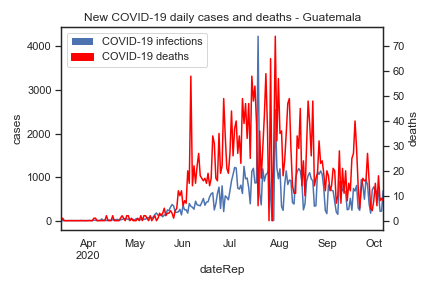 New COVID-19 daily cases and deaths - Guatemala
COVID-19 infections
COVID-19 deaths
cases
4000
3000
2000
1000
0
deaths
70
60
50
40
30
20
10
0
Apr May Jun Jul Aug Sep Oct
2020
dateRep